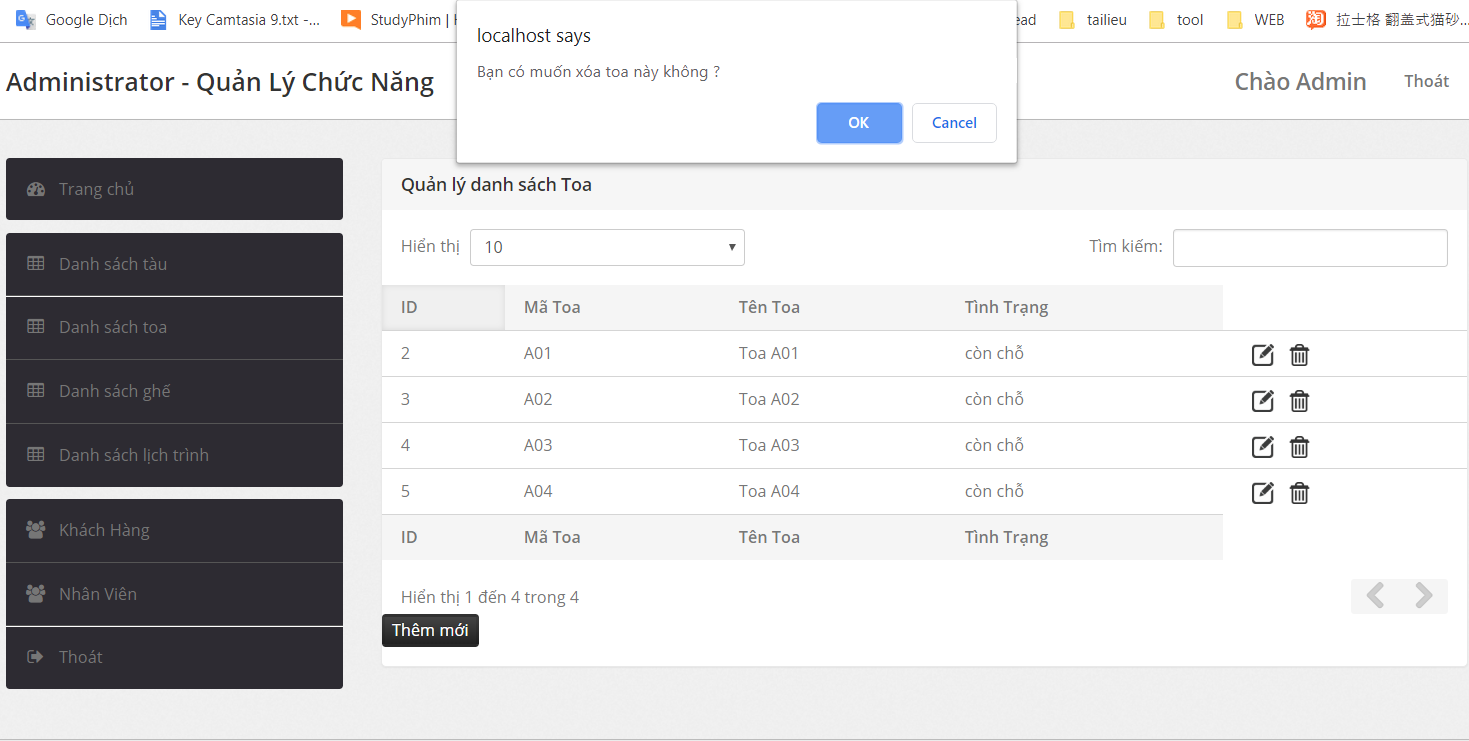 Google Dịch Key Camtasia 9.txt -... StudyPhim | tailieu tool WEB 拉士格 翻盖式猫砂...
localhost says
Bạn có muốn xóa toa này không ?
OK Cancel
Administrator - Quản Lý Chức Năng Chào Admin Thoát
Trang chủ
Danh sách tàu
Danh sách toa
Danh sách ghế
Danh sách lịch trình
Khách Hàng
Nhân Viên
Thoát
Quản lý danh sách Toa
Hiển thị 10 Tìm kiếm:
ID Mã Toa Tên Toa Tình Trạng
2 A01 Toa A01 còn chỗ
3 A02 Toa A02 còn chỗ
4 A03 Toa A03 còn chỗ
5 A04 Toa A04 còn chỗ
ID Mã Toa Tên Toa Tình Trạng
Hiển thị 1 đến 4 trong 4
Thêm mới